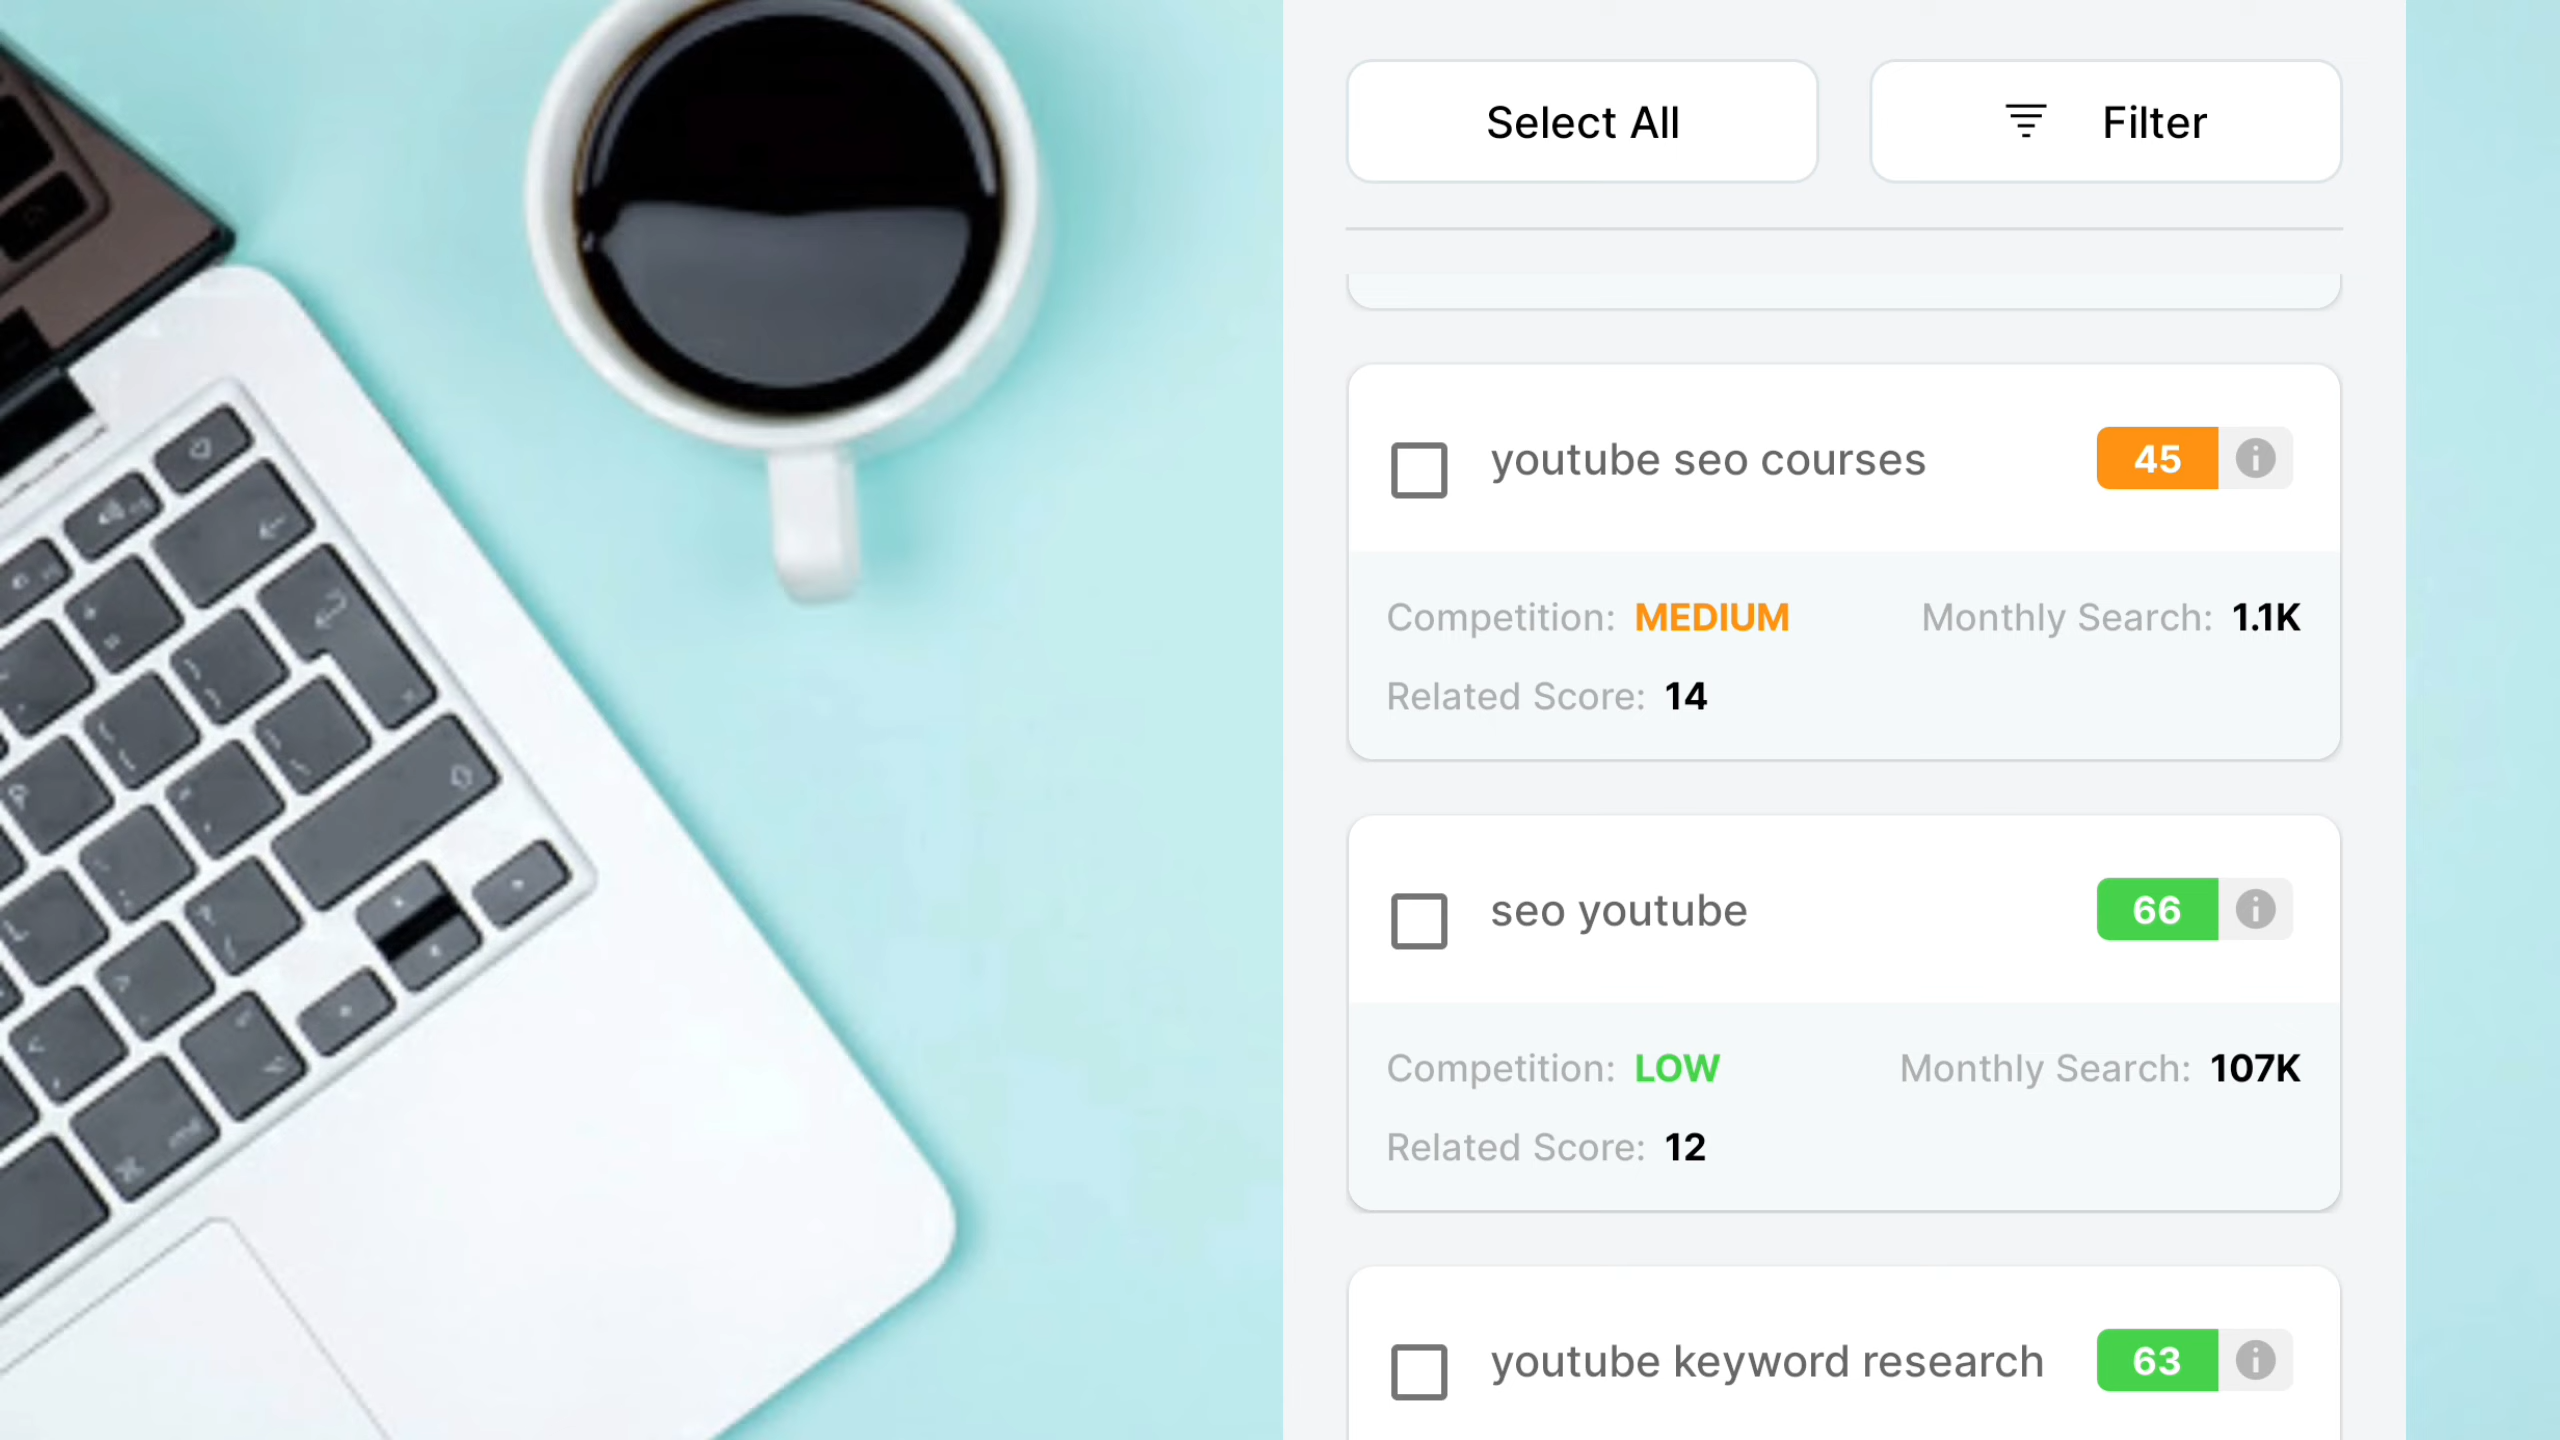 Select All
Filter
youtube seo courses
45
Competition: MEDIUM
Monthly Search: 1.1K
Related Score: 14
seo youtube
66
Competition: LOW
Monthly Search: 107K
Related Score: 12
youtube keyword research
63